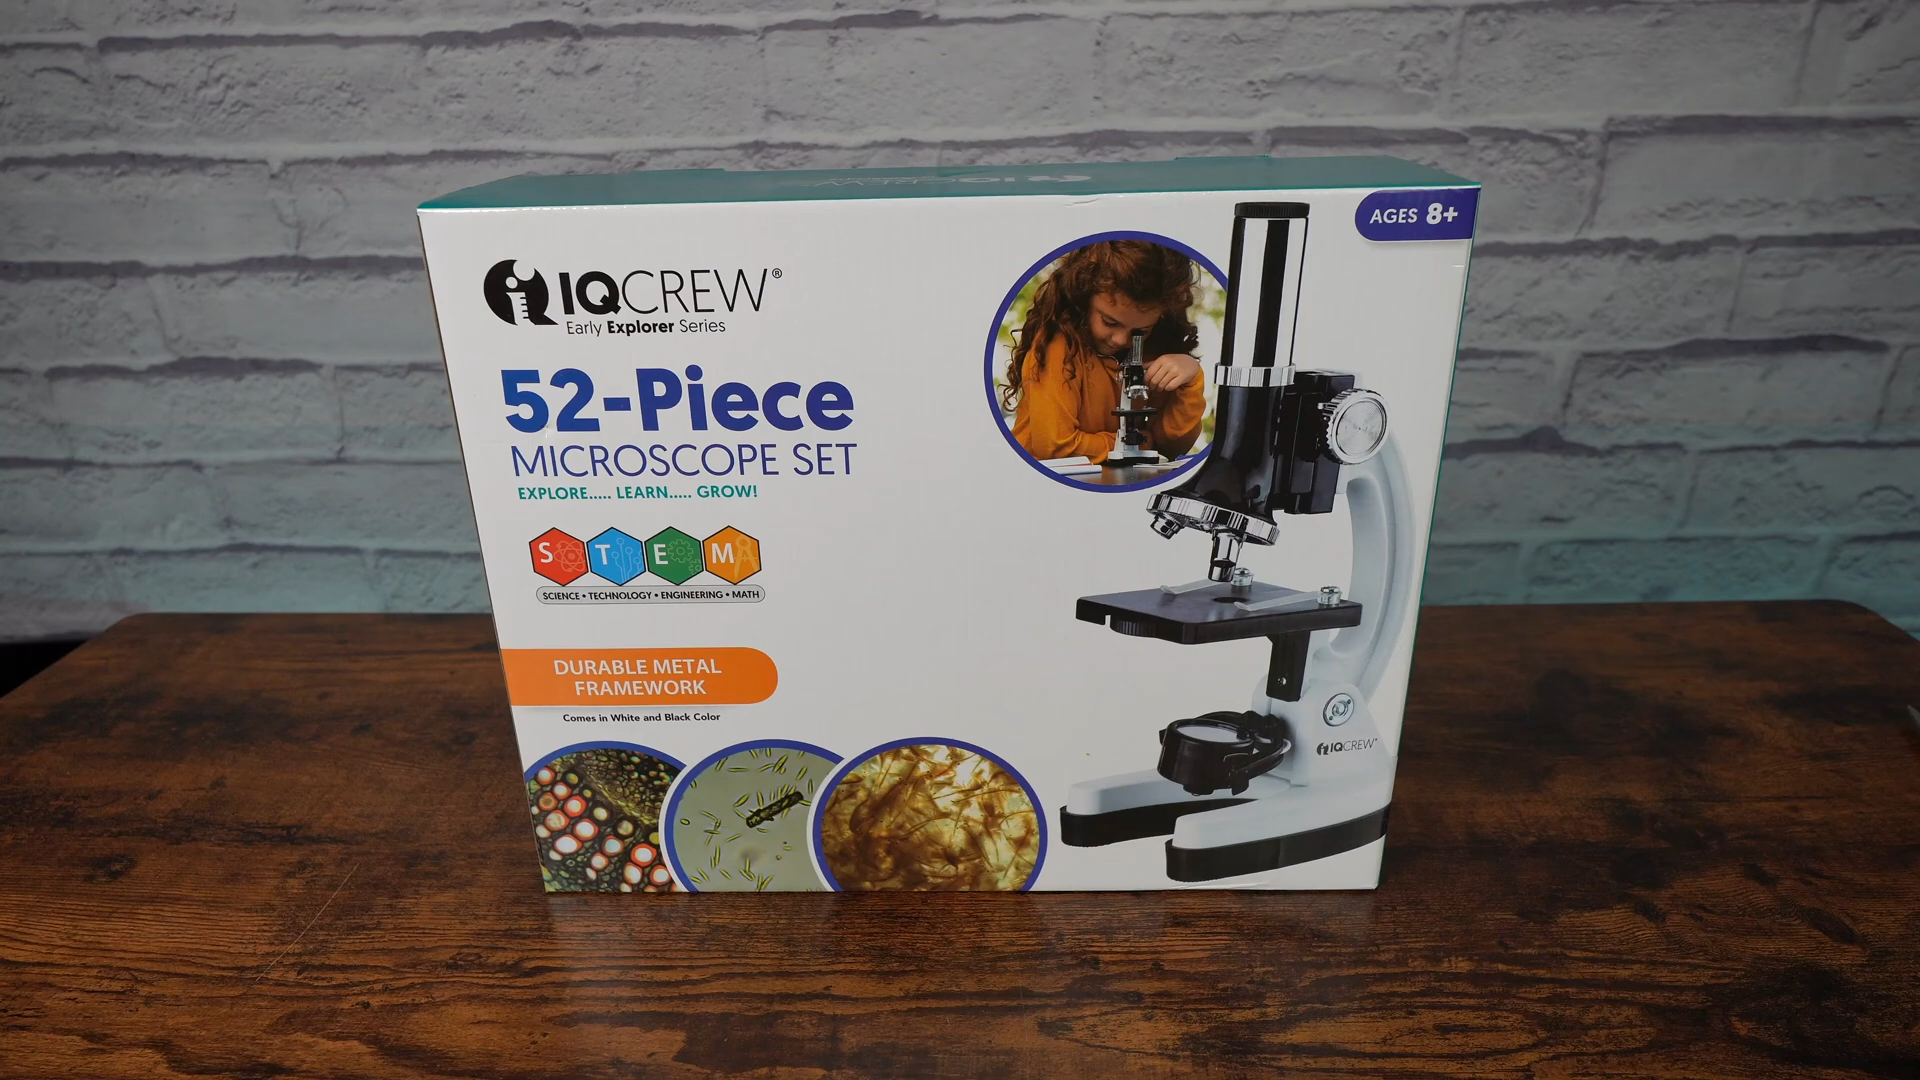 IQCREW
AGES 8+
IQCREW®
Early Explorer Series
52-Piece
MICROSCOPE SET
EXPLORE..... LEARN..... GROW!
S T E M
SCIENCE • TECHNOLOGY • ENGINEERING • MATH
DURABLE METAL
FRAMEWORK
Comes in White and Black Color
IQCREW®